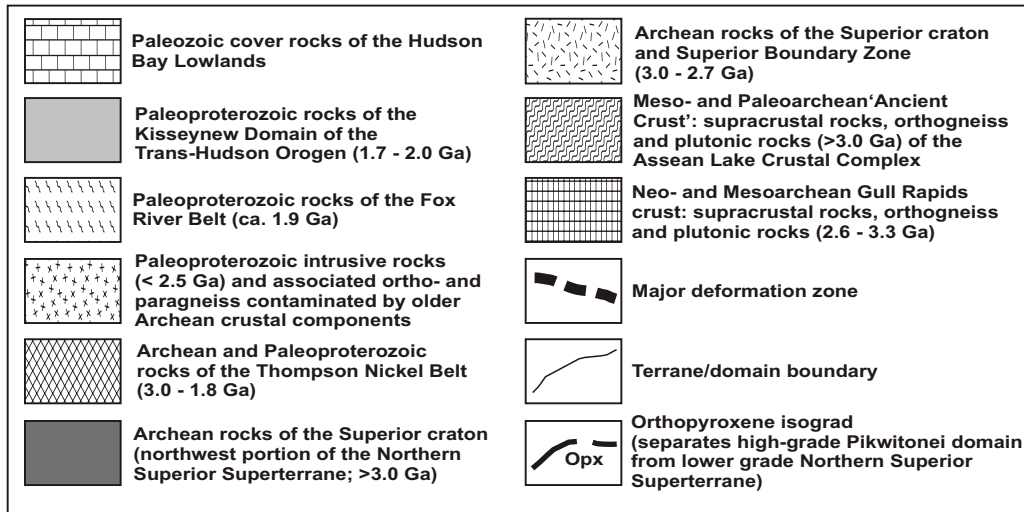 Paleozoic cover rocks of the Hudson
Bay Lowlands
Paleoproterozoic rocks of the
Kisseynew Domain of the
Trans-Hudson Orogen (1.7 - 2.0 Ga)
Paleoproterozoic rocks of the Fox
River Belt (ca. 1.9 Ga)
Paleoproterozoic intrusive rocks
(< 2.5 Ga) and associated ortho- and
paragneiss contaminated by older
Archean crustal components
Archean and Paleoproterozoic
rocks of the Thompson Nickel Belt
(3.0 - 1.8 Ga)
Archean rocks of the Superior craton
(northwest portion of the Northern
Superior Superterrane; >3.0 Ga)
Archean rocks of the Superior craton
and Superior Boundary Zone
(3.0 - 2.7 Ga)
Meso- and Paleoarchean‘Ancient
Crust’: supracrustal rocks, orthogneiss
and plutonic rocks (>3.0 Ga) of the
Assean Lake Crustal Complex
Neo- and Mesoarchean Gull Rapids
crust: supracrustal rocks, orthogneiss
and plutonic rocks (2.6 - 3.3 Ga)
Major deformation zone
Terrane/domain boundary
Opx
Orthopyroxene isograd
(separates high-grade Pikwitonei domain
from lower grade Northern Superior
Superterrane)